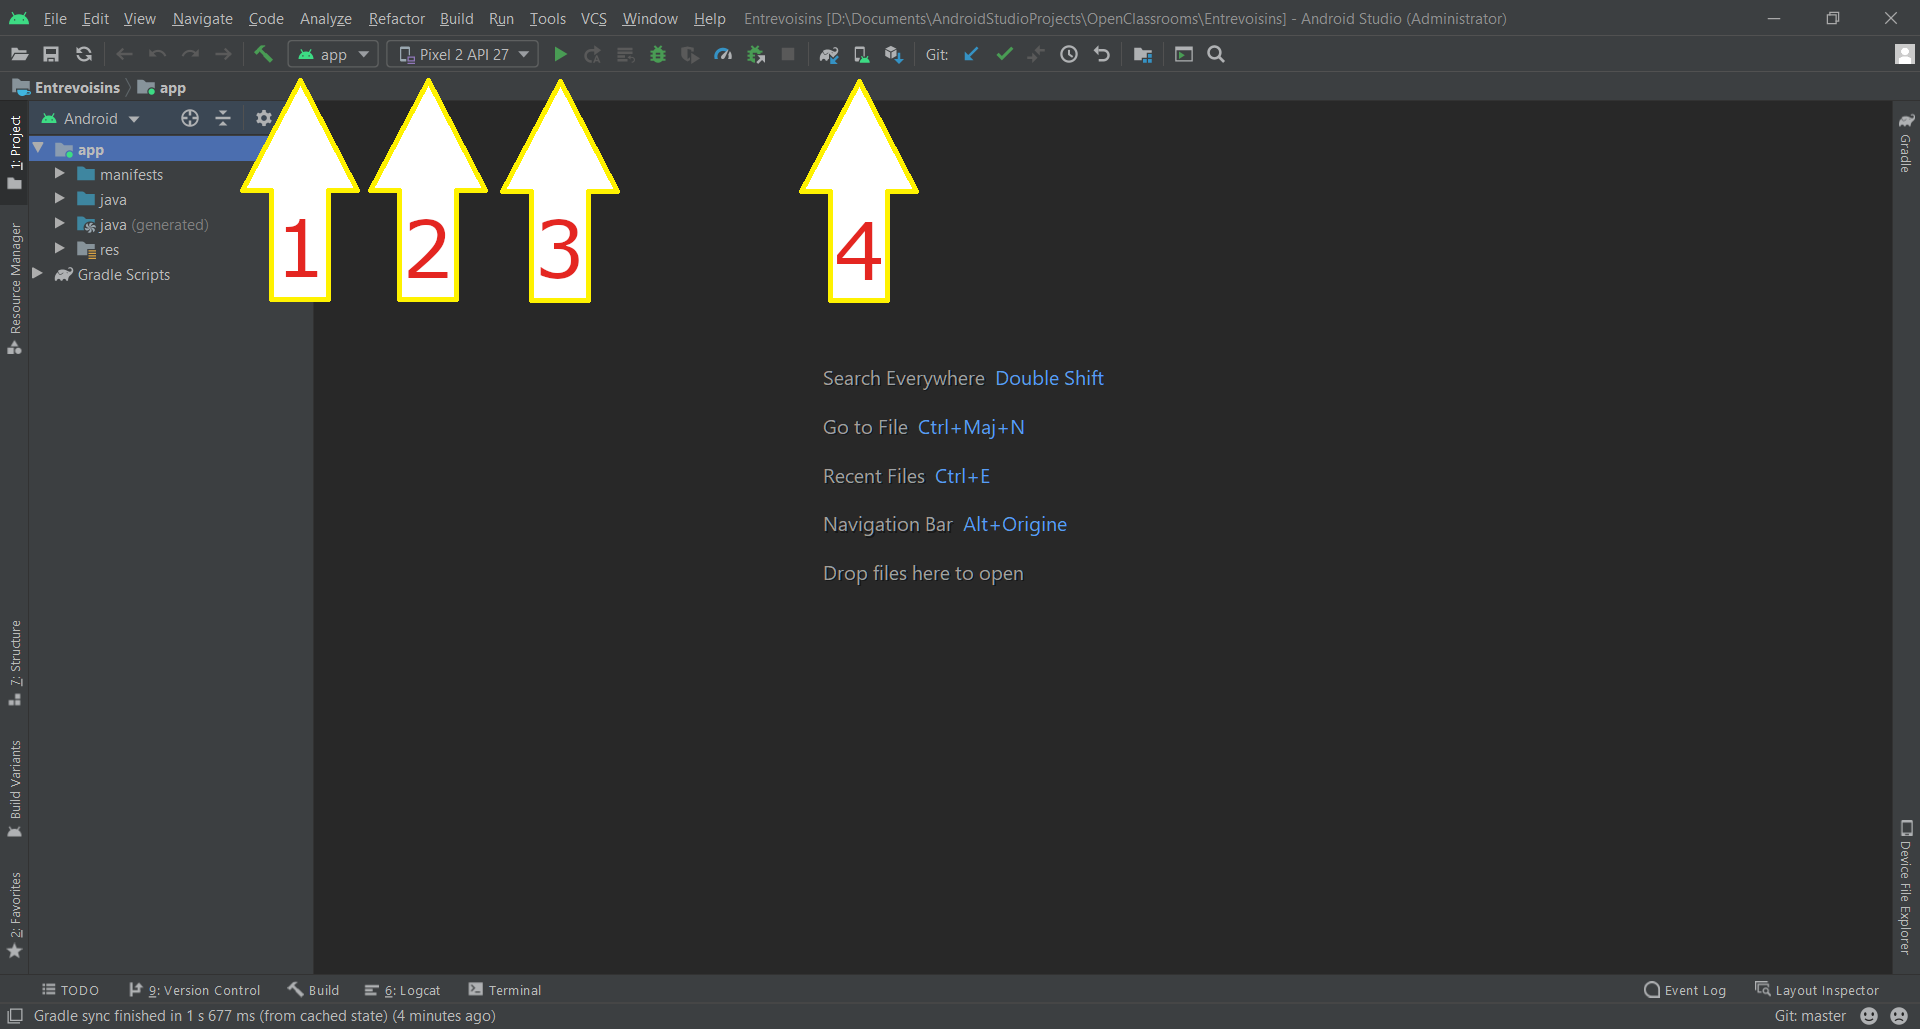 File Edit View Navigate Code Analyze Refactor Build Run Tools VCS Window Help Entrevoisins [D:\Documents\AndroidStudioProjects\OpenClassrooms\Entrevoisins] - Android Studio (Administrator)
app Pixel 2 API 27 Git:
Entrevoisins app
Android
app
manifests
java
java (generated)
res
Gradle Scripts
1 2 3 4
1: Project
Resource Manager
7: Structure
Build Variants
2: Favorites
Search Everywhere Double Shift
Go to File Ctrl+Maj+N
Recent Files Ctrl+E
Navigation Bar Alt+Origine
Drop files here to open
Gradle
Device File Explorer
TODO 9: Version Control Build 6: Logcat Terminal Event Log Layout Inspector
Gradle sync finished in 1 s 677 ms (from cached state) (4 minutes ago) Git: master